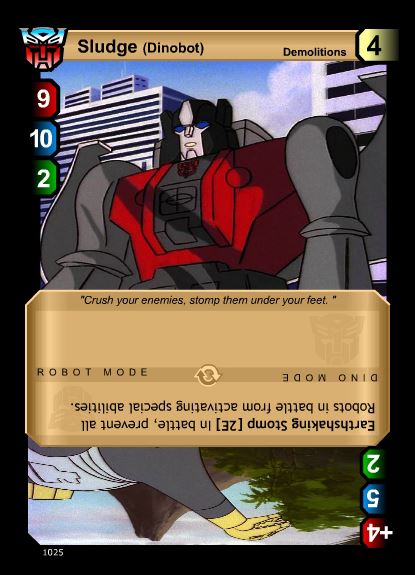 Sludge (Dinobot)
Demolitions
4
9
10
2
"Crush your enemies, stomp them under your feet. "
ROBOT MODE
DINO MODE
Earthshaking Stomp [2E] In battle, prevent all
Robots in battle from activating special abilities.
2
5
+4
1025